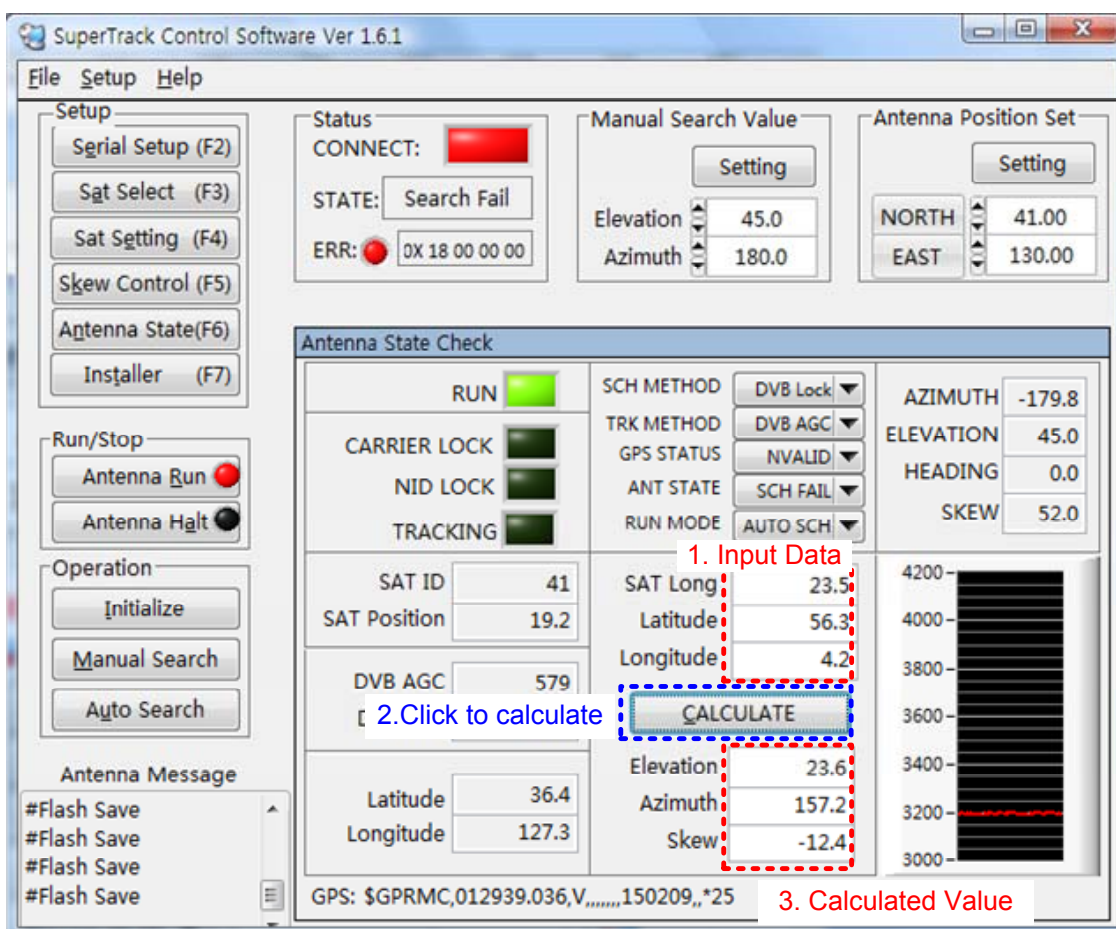 SuperTrack Control Software Ver 1.6.1
File Setup Help
Setup
Serial Setup (F2)
Sat Select (F3)
Sat Setting (F4)
Skew Control (F5)
Antenna State(F6)
Installer (F7)
Run/Stop
Antenna Run
Antenna Halt
Operation
Initialize
Manual Search
Auto Search
Antenna Message
#Flash Save
#Flash Save
#Flash Save
#Flash Save
Status
CONNECT:
STATE: Search Fail
ERR: 0X 18 00 00 00
Manual Search Value
Setting
Elevation 45.0
Azimuth 180.0
Antenna Position Set
Setting
NORTH 41.00
EAST 130.00
Antenna State Check
RUN
CARRIER LOCK
NID LOCK
TRACKING
SCH METHOD DVB Lock
TRK METHOD DVB AGC
GPS STATUS NVALID
ANT STATE SCH FAIL
RUN MODE AUTO SCH
AZIMUTH -179.8
ELEVATION 45.0
HEADING 0.0
SKEW 52.0
SAT ID 41
SAT Position 19.2
DVB AGC 579
Latitude 36.4
Longitude 127.3
1. Input Data
SAT Long 23.5
Latitude 56.3
Longitude 4.2
2.Click to calculate
CALCULATE
Elevation 23.6
Azimuth 157.2
Skew -12.4
3. Calculated Value
4200
4000
3800
3600
3400
3200
3000
GPS: $GPRMC,012939.036,V,,,,,,,150209,,*25